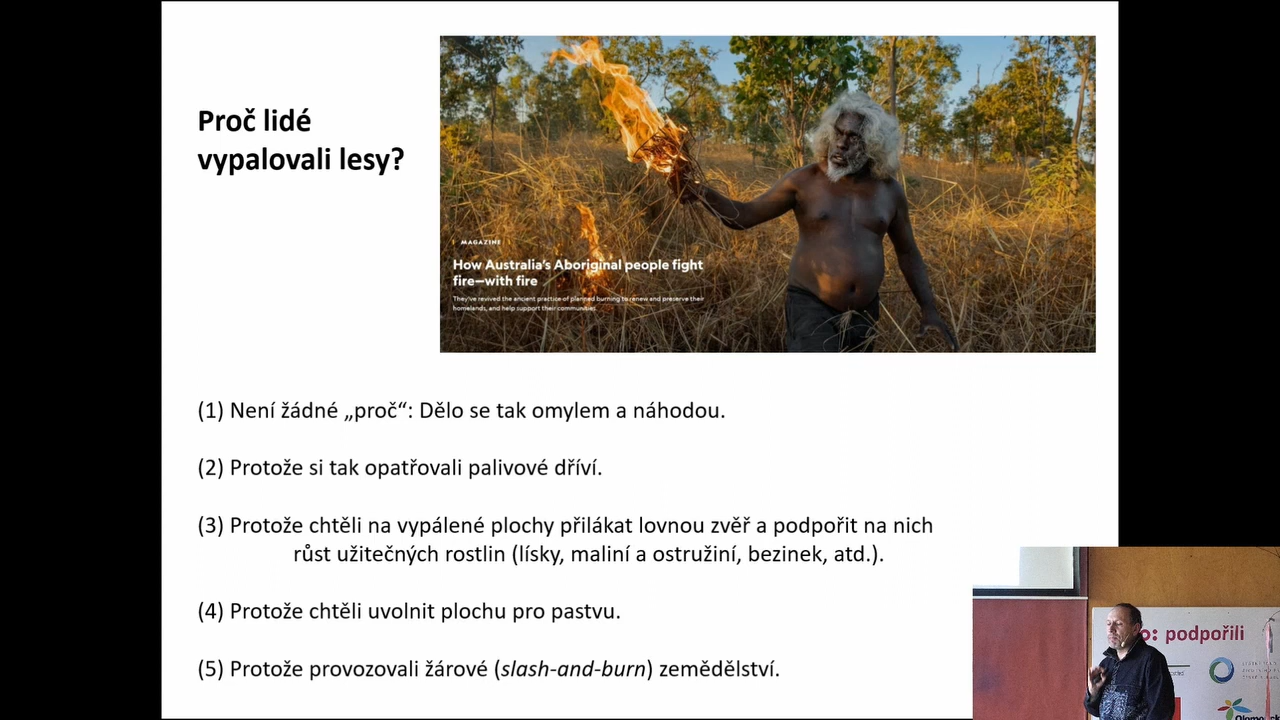 Proč lidé
vypalovali lesy?
MAGAZINE
How Australia's Aboriginal people fight
fire—with fire
They've revived the ancient practice of planned burning to renew and preserve their
homelands, and help support their communities.
(1) Není žádné „proč“: Dělo se tak omylem a náhodou.
(2) Protože si tak opatřovali palivové dříví.
(3) Protože chtěli na vypálené plochy přilákat lovnou zvěř a podpořit na nich
růst užitečných rostlin (lísky, maliní a ostružiní, bezinek, atd.).
(4) Protože chtěli uvolnit plochu pro pastvu.
(5) Protože provozovali žárové (slash-and-burn) zemědělství.
podpořili